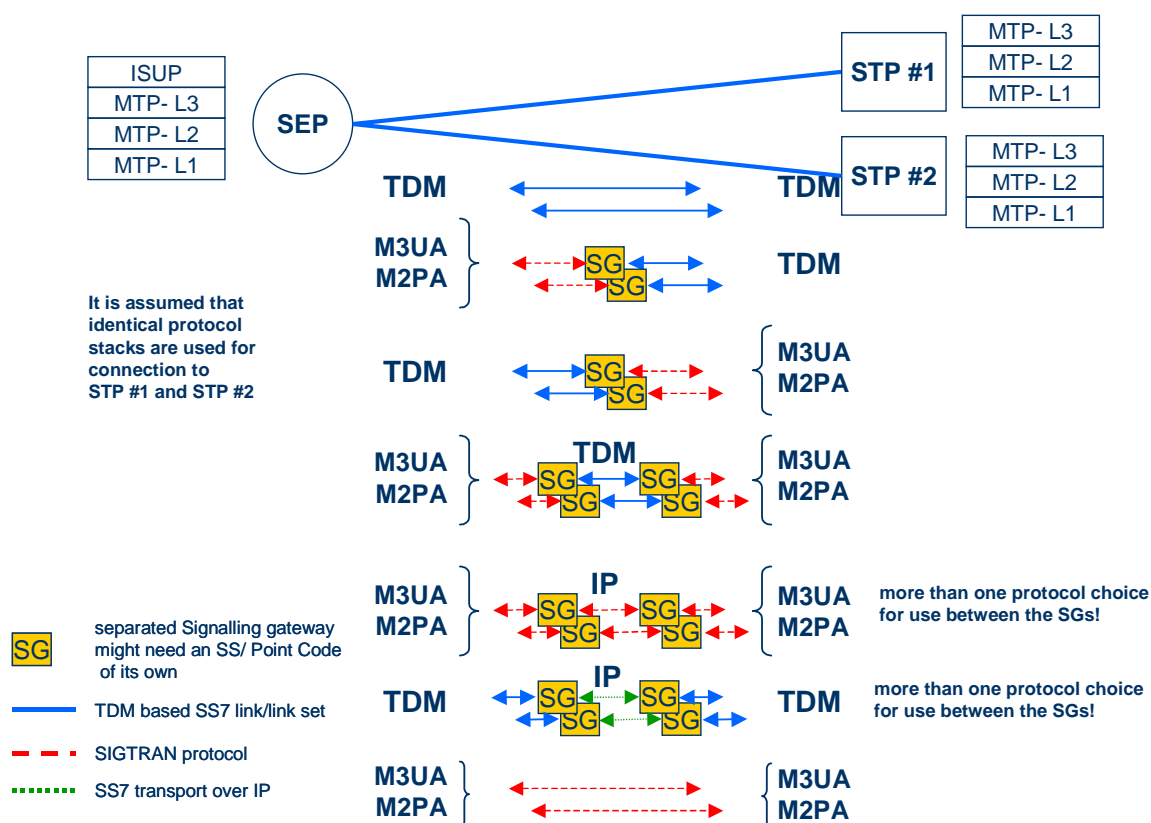 ISUP
MTP- L3
MTP- L2
MTP- L1
SEP
STP #1
MTP- L3
MTP- L2
MTP- L1
STP #2
MTP- L3
MTP- L2
MTP- L1
TDM
TDM
M3UA
M2PA
SG
SG
TDM
It is assumed that
identical protocol
stacks are used for
connection to
STP #1 and STP #2
TDM
SG
SG
M3UA
M2PA
M3UA
M2PA
TDM
SG
SG
SG
SG
M3UA
M2PA
M3UA
M2PA
IP
SG
SG
SG
SG
M3UA
M2PA
more than one protocol choice
for use between the SGs!
TDM
IP
SG
SG
SG
SG
TDM
more than one protocol choice
for use between the SGs!
M3UA
M2PA
M3UA
M2PA
SG
separated Signalling gateway
might need an SS/ Point Code
of its own
TDM based SS7 link/link set
SIGTRAN protocol
SS7 transport over IP